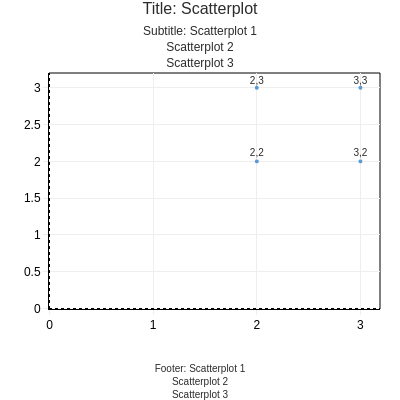 Title: Scatterplot
Subtitle: Scatterplot 1
Scatterplot 2
Scatterplot 3
3
2.5
2
1.5
1
0.5
0
2,3
3,3
2,2
3,2
0
1
2
3
Footer: Scatterplot 1
Scatterplot 2
Scatterplot 3